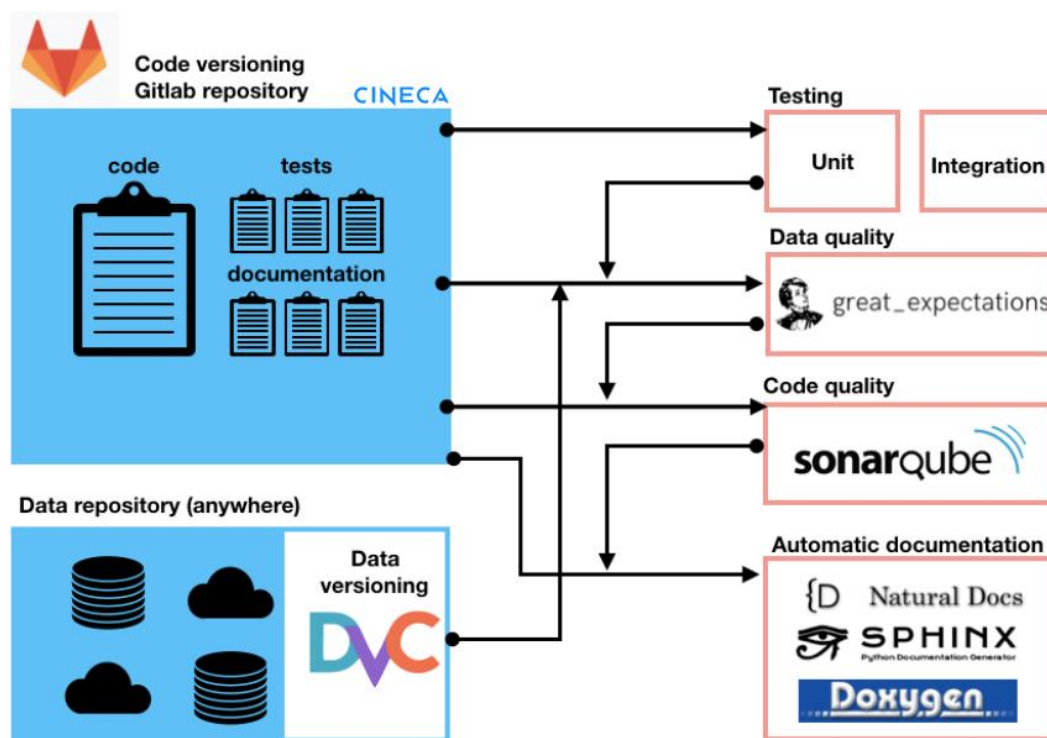 Code versioning
Gitlab repository
CINECA
code
tests
documentation
Data repository (anywhere)
Data
versioning
DVC
Testing
Unit
Integration
Data quality
great_expectations
Code quality
sonarqube
Automatic documentation
{D Natural Docs
SPHINX
Python Documentation Generator
Doxygen